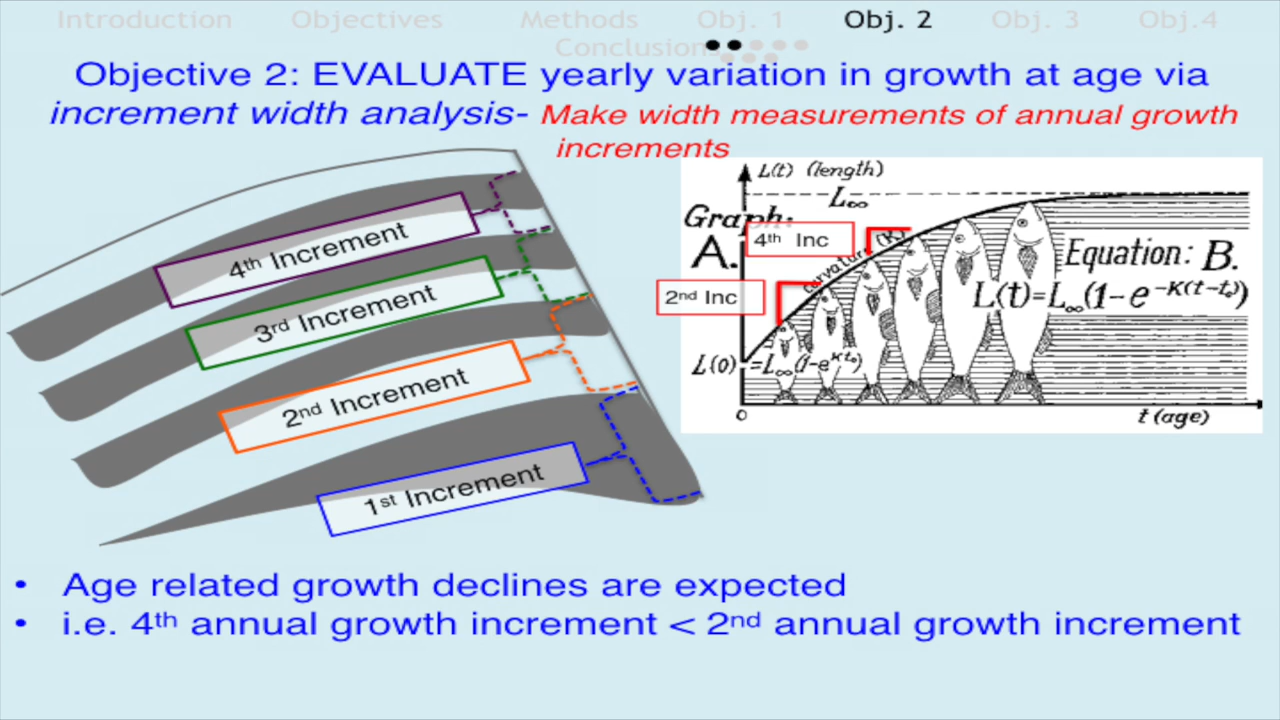 Introduction Objectives Methods Obj. 1 Obj. 2 Obj. 3 Obj.4
Conclusion
Objective 2: EVALUATE yearly variation in growth at age via
increment width analysis- Make width measurements of annual growth
increments
4th Increment
3rd Increment
2nd Increment
1st Increment
L(t) (length)
L∞
Graph:
A.
4th Inc
curvature (K)
2nd Inc
Equation: B.
L(t)=L∞(1-e-K(t-t₀))
L(0) =L∞(1-eKt₀)
0
t (age)
• Age related growth declines are expected
• i.e. 4th annual growth increment < 2nd annual growth increment